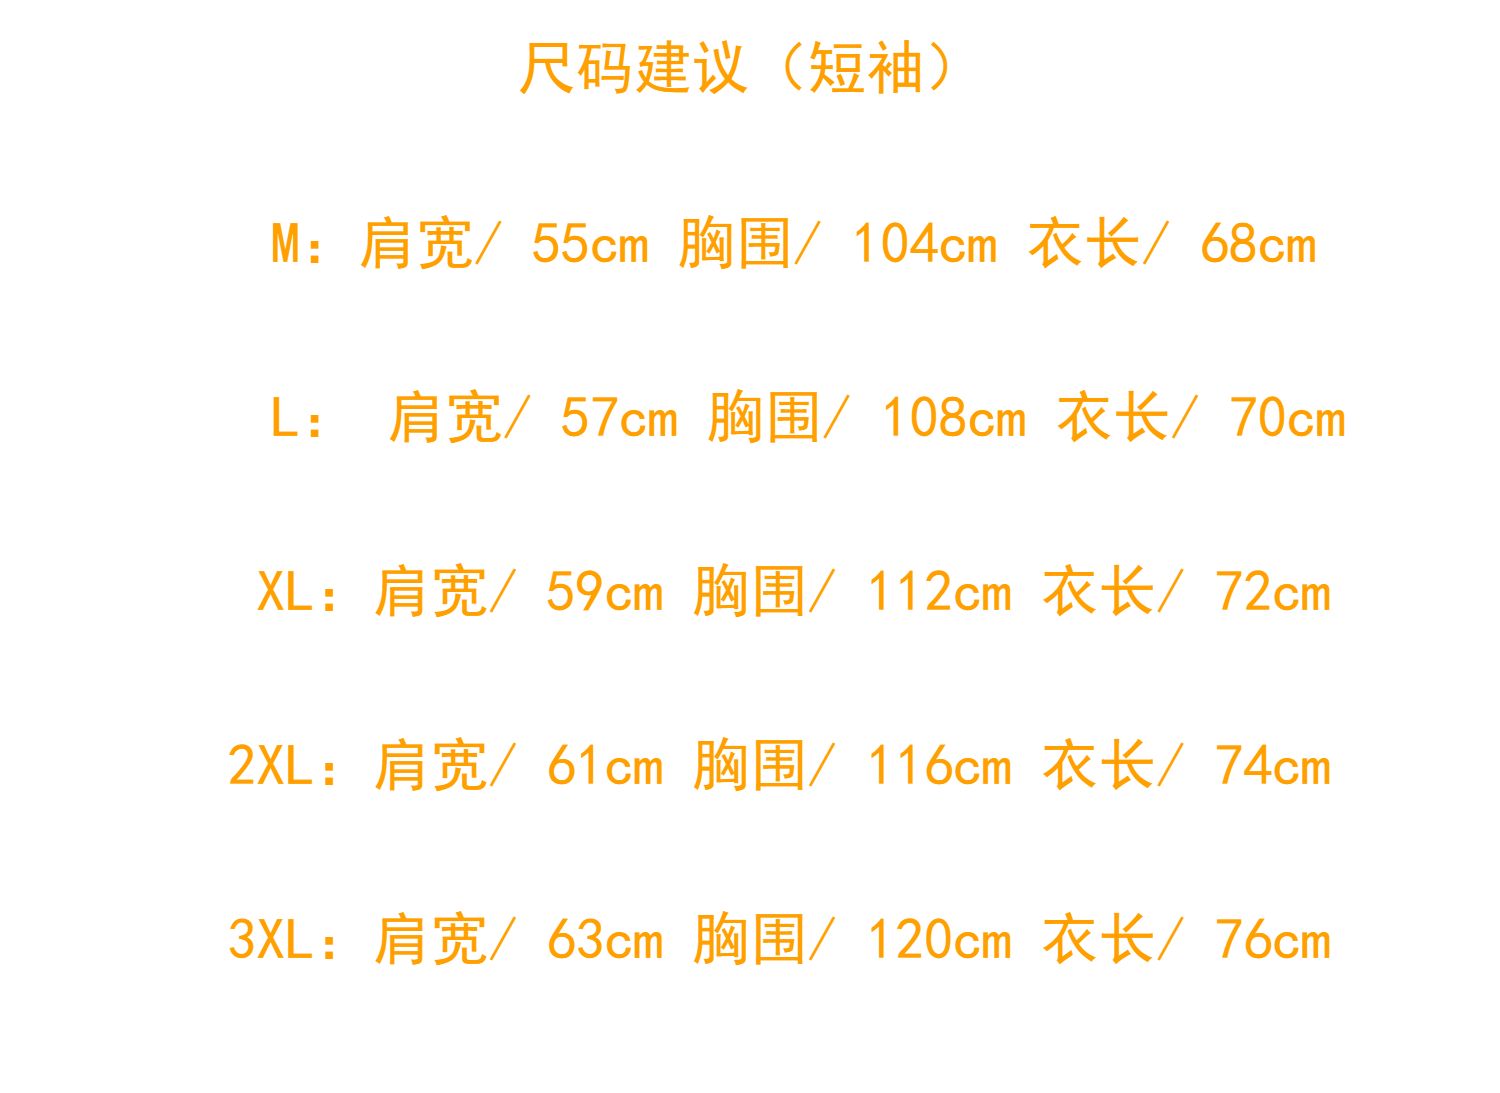 尺码建议（短袖）
M：肩宽/ 55cm 胸围/ 104cm 衣长/ 68cm
L： 肩宽/ 57cm 胸围/ 108cm 衣长/ 70cm
XL：肩宽/ 59cm 胸围/ 112cm 衣长/ 72cm
2XL：肩宽/ 61cm 胸围/ 116cm 衣长/ 74cm
3XL：肩宽/ 63cm 胸围/ 120cm 衣长/ 76cm